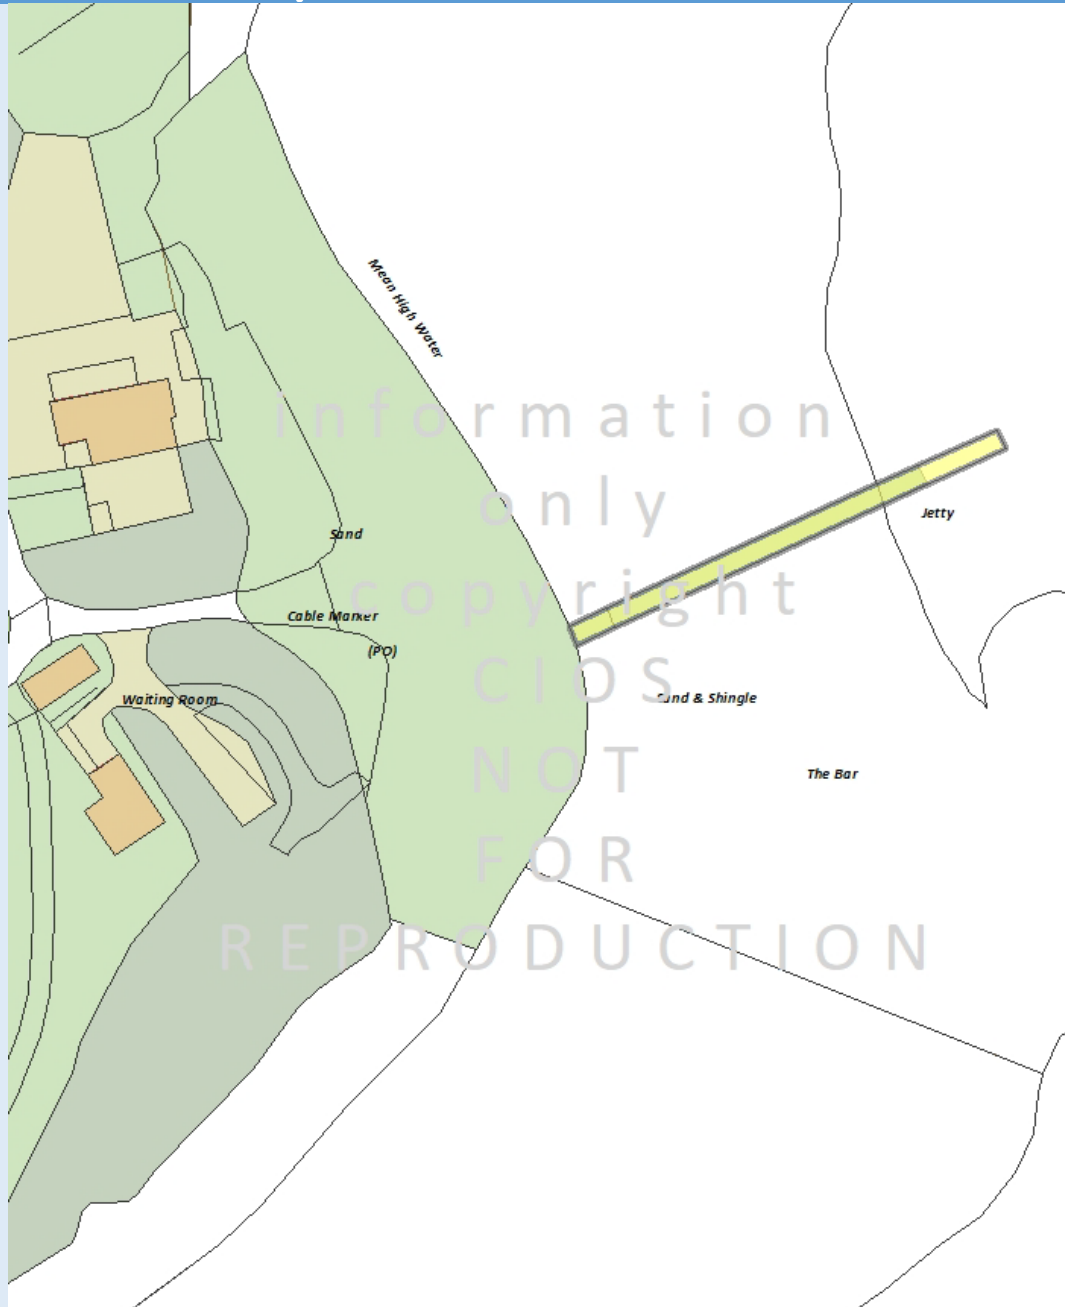 Mean High Water
information
only
Jetty
Sand
copyright
Cable Marker
(PO)
CIOS
Sand & Shingle
Waiting Room
NOT
The Bar
FOR
REPRODUCTION